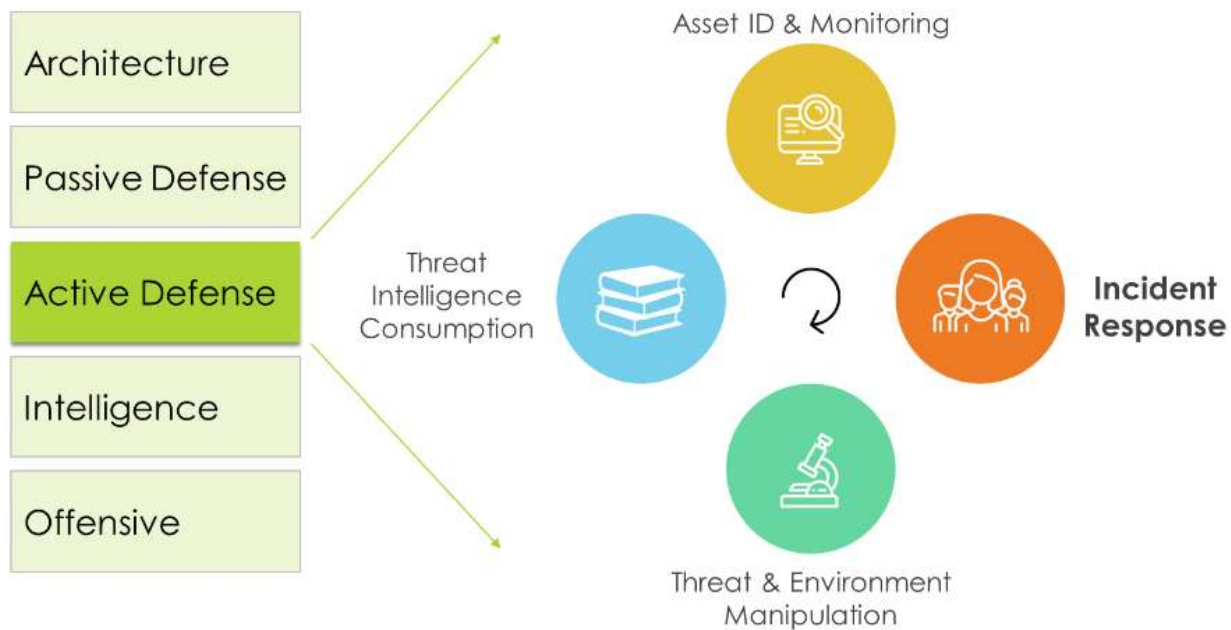 Architecture
Passive Defense
Active Defense
Intelligence
Offensive
Asset ID & Monitoring
Threat
Intelligence
Consumption
Incident
Response
Threat & Environment
Manipulation